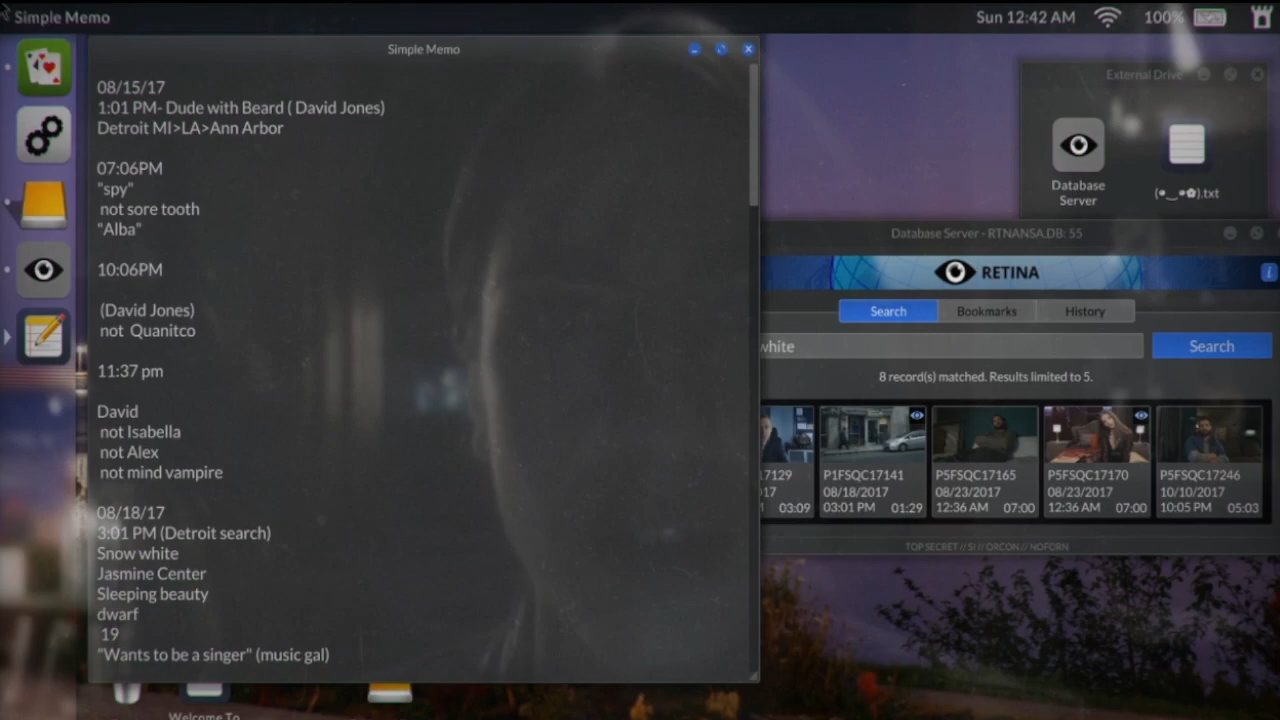 Simple Memo
Sun 12:42 AM
100%
Simple Memo
08/15/17
1:01 PM- Dude with Beard ( David Jones)
Detroit MI>LA>Ann Arbor
07:06PM
"spy"
not sore tooth
"Alba"
10:06PM
(David Jones)
not Quanitco
11:37 pm
David
not Isabella
not Alex
not mind vampire
08/18/17
3:01 PM (Detroit search)
Snow white
Jasmine Center
Sleeping beauty
dwarf
19
"Wants to be a singer" (music gal)
External Drive
Database
Server
(•‿•✿).txt
Database Server - RTNANSA.DB: 55
RETINA
Search
Bookmarks
History
white
Search
8 record(s) matched. Results limited to 5.
17129
17
M 03:09
P1FSQC17141
08/18/2017
03:01 PM 01:29
P5FSQC17165
08/23/2017
12:36 AM 07:00
P5FSQC17170
08/23/2017
12:36 AM 07:00
P5FSQC17246
10/10/2017
10:05 PM 05:03
TOP SECRET // SI // ORCON // NOFORN
Welcome To